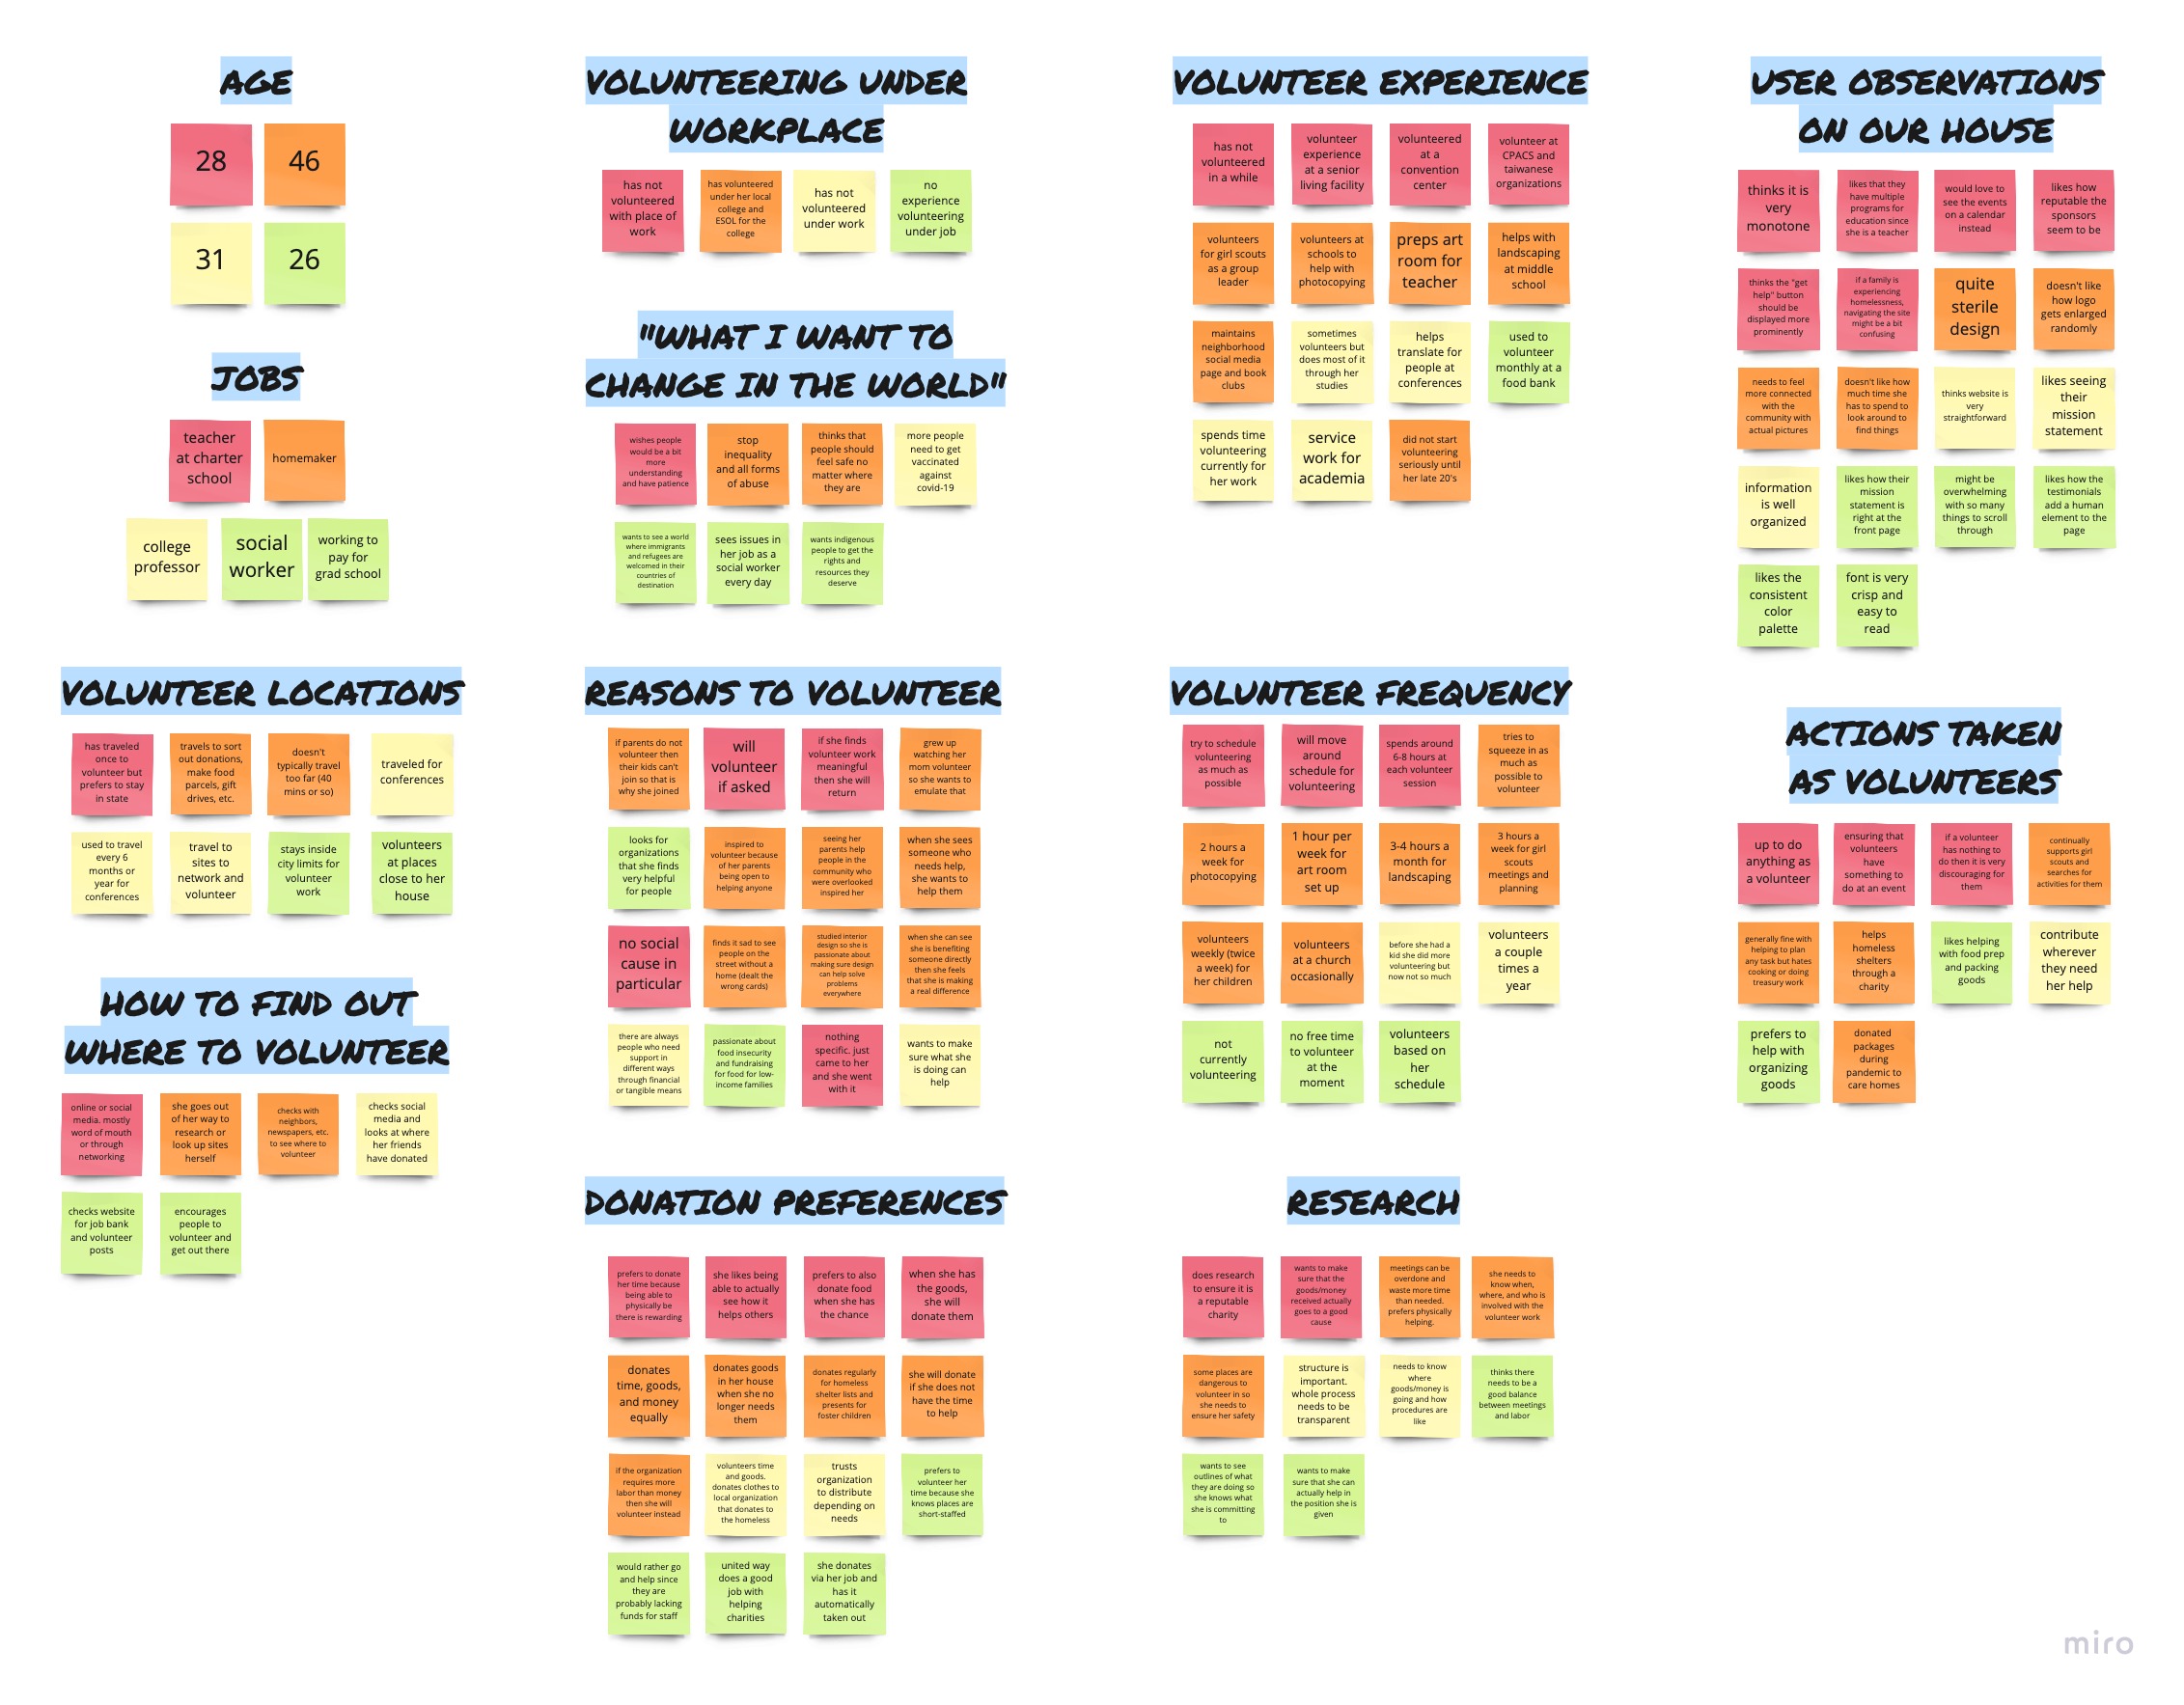 AGE
28
46
31
26
JOBS
teacher
at charter
school
homemaker
college
professor
social
worker
working to
pay for
grad school
VOLUNTEERING UNDER
WORKPLACE
has not
volunteered
with place of
work
has volunteered
under her local
college and
ESOL for the
college
has not
volunteered
under work
no
experience
volunteering
under job
"WHAT I WANT TO
CHANGE IN THE WORLD"
wishes people
would be a bit
more
understanding
and have patience
stop
inequality
and all forms
of abuse
thinks that
people should
feel safe no
matter where
they are
more people
need to get
vaccinated
against
covid-19
wants to see a world
where immigrants
and refugees are
welcomed in their
countries of
destination
sees issues in
her job as a
social worker
every day
wants indigenous
people to get the
rights and
resources they
deserve
VOLUNTEER EXPERIENCE
has not
volunteered
in a while
volunteer
experience
at a senior
living facility
volunteered
at a
convention
center
volunteer at
CPACS and
taiwanese
organizations
volunteers
for girl scouts
as a group
leader
volunteers at
schools to
help with
photocopying
preps art
room for
teacher
helps with
landscaping
at middle
school
maintains
neighborhood
social media
page and book
clubs
sometimes
volunteers but
does most of it
through her
studies
helps
translate for
people at
conferences
used to
volunteer
monthly at a
food bank
spends time
volunteering
currently for
her work
service
work for
academia
did not start
volunteering
seriously until
her late 20's
USER OBSERVATIONS
ON OUR HOUSE
thinks it is
very
monotone
likes that they
have multiple
programs for
education since
she is a teacher
would love to
see the events
on a calendar
instead
likes how
reputable the
sponsors
seem to be
thinks the "get
help" button
should be
displayed more
prominently
if a family is
experiencing
homelessness,
navigating the site
might be a bit
confusing
quite
sterile
design
doesn't like
how logo
gets enlarged
randomly
needs to feel
more connected
with the
community with
actual pictures
doesn't like how
much time she
has to spend to
look around to
find things
thinks website is
very
straightforward
likes seeing
their
mission
statement
information
is well
organized
likes how their
mission
statement is
right at the
front page
might be
overwhelming
with so many
things to scroll
through
likes how the
testimonials
add a human
element to the
page
likes the
consistent
color
palette
font is very
crisp and
easy to
read
VOLUNTEER LOCATIONS
has traveled
once to
volunteer but
prefers to stay
in state
travels to sort
out donations,
make food
parcels, gift
drives, etc.
doesn't
typically travel
too far (40
mins or so)
traveled for
conferences
used to travel
every 6
months or
year for
conferences
travel to
sites to
network and
volunteer
stays inside
city limits for
volunteer
work
volunteers
at places
close to her
house
HOW TO FIND OUT
WHERE TO VOLUNTEER
online or social
media. mostly
word of mouth
or through
networking
she goes out
of her way to
research or
look up sites
herself
checks with
neighbors,
newspapers, etc.
to see where to
volunteer
checks social
media and
looks at where
her friends
have donated
checks website
for job bank
and volunteer
posts
encourages
people to
volunteer and
get out there
REASONS TO VOLUNTEER
if parents do not
volunteer then
their kids can't
join so that is
why she joined
will
volunteer
if asked
if she finds
volunteer work
meaningful
then she will
return
grew up
watching her
mom volunteer
so she wants to
emulate that
looks for
organizations
that she finds
very helpful
for people
inspired to
volunteer because
of her parents
being open to
helping anyone
seeing her
parents help
people in the
community who
were overlooked
inspired her
when she sees
someone who
needs help,
she wants to
help them
no social
cause in
particular
finds it sad to see
people on the
street without a
home (dealt the
wrong cards)
studied interior
design so she is
passionate about
making sure design
can help solve
problems
everywhere
when she can see
she is benefiting
someone directly
then she feels
that she is making
a real difference
there are always
people who need
support in
different ways
through financial
or tangible means
passionate about
food insecurity
and fundraising
for food for low-
income families
nothing
specific. just
came to her
and she went
with it
wants to make
sure what she
is doing can
help
VOLUNTEER FREQUENCY
try to schedule
volunteering
as much as
possible
will move
around
schedule for
volunteering
spends around
6-8 hours at
each volunteer
session
tries to
squeeze in as
much as
possible to
volunteer
2 hours a
week for
photocopying
1 hour per
week for
art room
set up
3-4 hours a
month for
landscaping
3 hours a
week for girl
scouts
meetings and
planning
volunteers
weekly (twice
a week) for
her children
volunteers
at a church
occasionally
before she had a
kid she did more
volunteering but
now not so much
volunteers
a couple
times a
year
not
currently
volunteering
no free time
to volunteer
at the
moment
volunteers
based on
her
schedule
ACTIONS TAKEN
AS VOLUNTEERS
up to do
anything as
a volunteer
ensuring that
volunteers
have
something to
do at an event
if a volunteer
has nothing to
do then it is very
discouraging for
them
continually
supports girl
scouts and
searches for
activities for them
generally fine with
helping to plan
any task but hates
cooking or doing
treasury work
helps
homeless
shelters
through a
charity
likes helping
with food prep
and packing
goods
contribute
wherever
they need
her help
prefers to
help with
organizing
goods
donated
packages
during
pandemic to
care homes
DONATION PREFERENCES
prefers to donate
her time because
being able to
physically be
there is rewarding
she likes being
able to actually
see how it
helps others
prefers to also
donate food
when she has
the chance
when she has
the goods,
she will
donate them
donates
time, goods,
and money
equally
donates goods
in her house
when she no
longer needs
them
donates regularly
for homeless
shelter lists and
presents for
foster children
she will donate
if she does not
have the time
to help
if the organization
requires more
labor than money
then she will
volunteer instead
volunteers time
and goods.
donates clothes to
local organization
that donates to
the homeless
trusts
organization
to distribute
depending on
needs
prefers to
volunteer her
time because she
knows places are
short-staffed
would rather go
and help since
they are
probably lacking
funds for staff
united way
does a good
job with
helping
charities
she donates
via her job and
has it
automatically
taken out
RESEARCH
does research
to ensure it is
a reputable
charity
wants to make
sure that the
goods/money
received actually
goes to a good
cause
meetings can be
overdone and
waste more time
than needed.
prefers physically
helping.
she needs to
know when,
where, and who is
involved with the
volunteer work
some places are
dangerous to
volunteer in so
she needs to
ensure her safety
structure is
important.
whole process
needs to be
transparent
needs to know
where
goods/money is
going and how
procedures are
like
thinks there
needs to be a
good balance
between meetings
and labor
wants to see
outlines of what
they are doing so
she knows what
she is committing
to
wants to make
sure that she can
actually help in
the position she is
given
miro